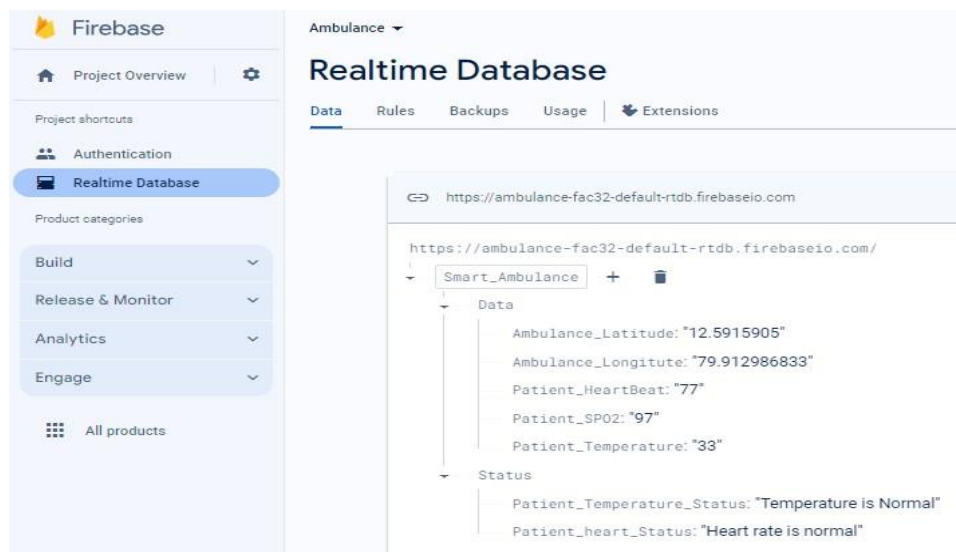 Firebase
Project Overview
Project shortcuts
Authentication
Realtime Database
Product categories
Build
Release & Monitor
Analytics
Engage
All products
Ambulance
Realtime Database
Data Rules Backups Usage Extensions
https://ambulance-fac32-default-rtdb.firebaseio.com
https://ambulance-fac32-default-rtdb.firebaseio.com/
Smart_Ambulance
Data
Ambulance_Latitude: "12.5915905"
Ambulance_Longitute: "79.912986833"
Patient_HeartBeat: "77"
Patient_SPO2: "97"
Patient_Temperature: "33"
Status
Patient_Temperature_Status: "Temperature is Normal"
Patient_heart_Status: "Heart rate is normal"